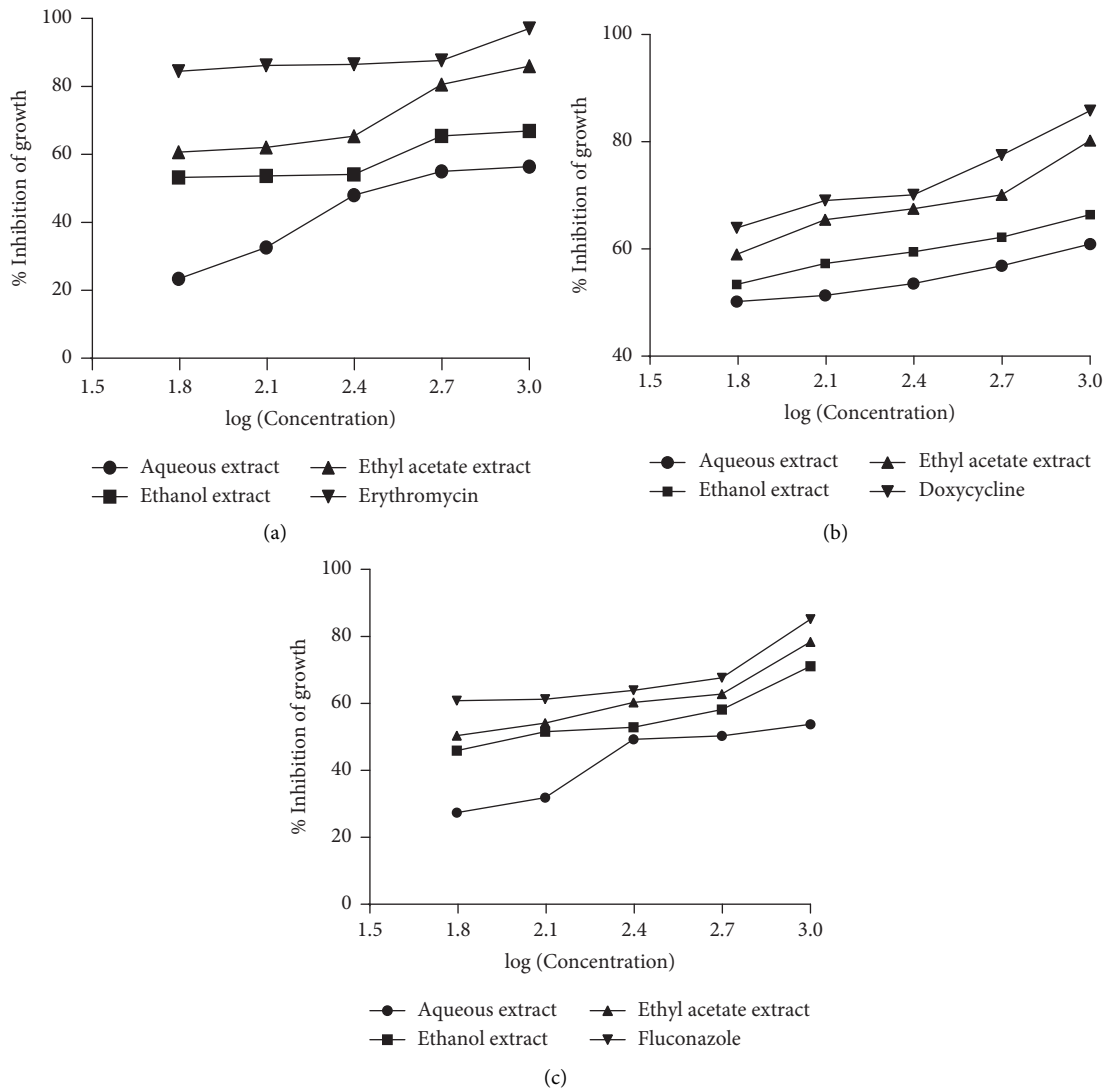 100
80
60
40
20
0
% Inhibition of growth
1.5 1.8 2.1 2.4 2.7 3.0
log (Concentration)
Aqueous extract
Ethanol extract
Ethyl acetate extract
Erythromycin
(a)
100
80
60
40
% Inhibition of growth
1.5 1.8 2.1 2.4 2.7 3.0
log (Concentration)
Aqueous extract
Ethanol extract
Ethyl acetate extract
Doxycycline
(b)
100
80
60
40
20
0
% Inhibition of growth
1.5 1.8 2.1 2.4 2.7 3.0
log (Concentration)
Aqueous extract
Ethanol extract
Ethyl acetate extract
Fluconazole
(c)